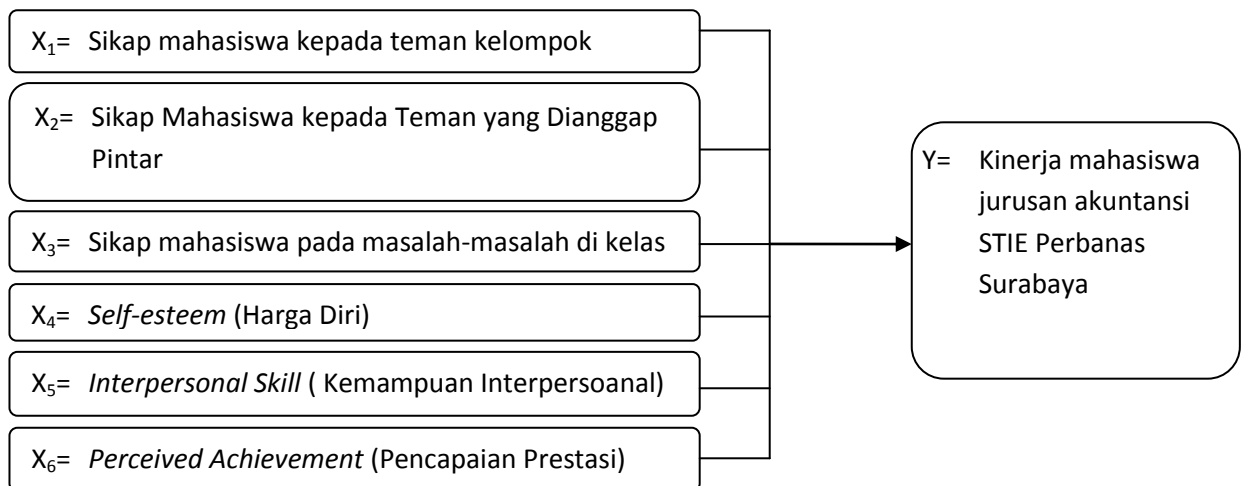 X₁= Sikap mahasiswa kepada teman kelompok
X₂= Sikap Mahasiswa kepada Teman yang Dianggap
Pintar
X₃= Sikap mahasiswa pada masalah-masalah di kelas
X₄= Self-esteem (Harga Diri)
X₅= Interpersonal Skill ( Kemampuan Interpersoanal)
X₆= Perceived Achievement (Pencapaian Prestasi)
Y= Kinerja mahasiswa
jurusan akuntansi
STIE Perbanas
Surabaya